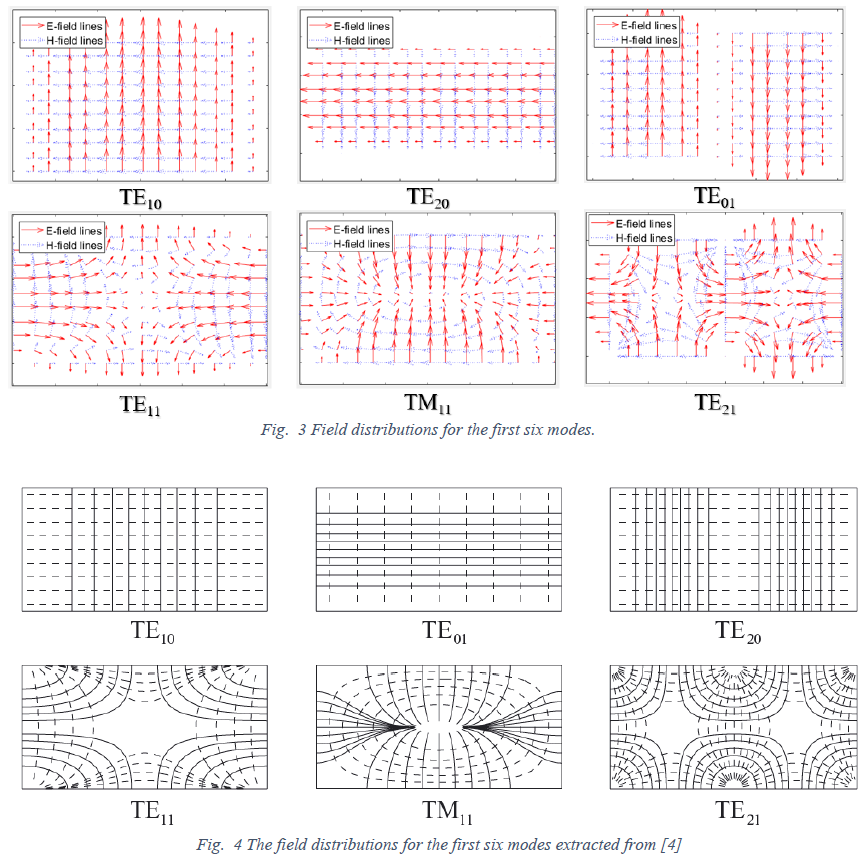 E-field lines
H-field lines
E-field lines
H-field lines
E-field lines
H-field lines
TE10
TE20
TE01
E-field lines
H-field lines
E-field lines
H-field lines
E-field lines
H-field lines
TE11
TM11
TE21
Fig. 3 Field distributions for the first six modes.
TE10
TE01
TE20
TE11
TM11
TE21
Fig. 4 The field distributions for the first six modes extracted from [4]